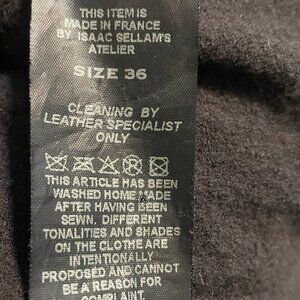 THIS ITEM IS
MADE IN FRANCE
BY ISAAC SELLAM'S
ATELIER
SIZE 36
CLEANING BY
LEATHER SPECIALIST
ONLY
THIS ARTICLE HAS BEEN
WASHED HOME MADE
AFTER HAVING BEEN
SEWN. DIFFERENT
TONALITIES AND SHADES
ON THE CLOTHE ARE
INTENTIONALLY
PROPOSED AND CANNOT
BE A REASON FOR
COMPLAINT.